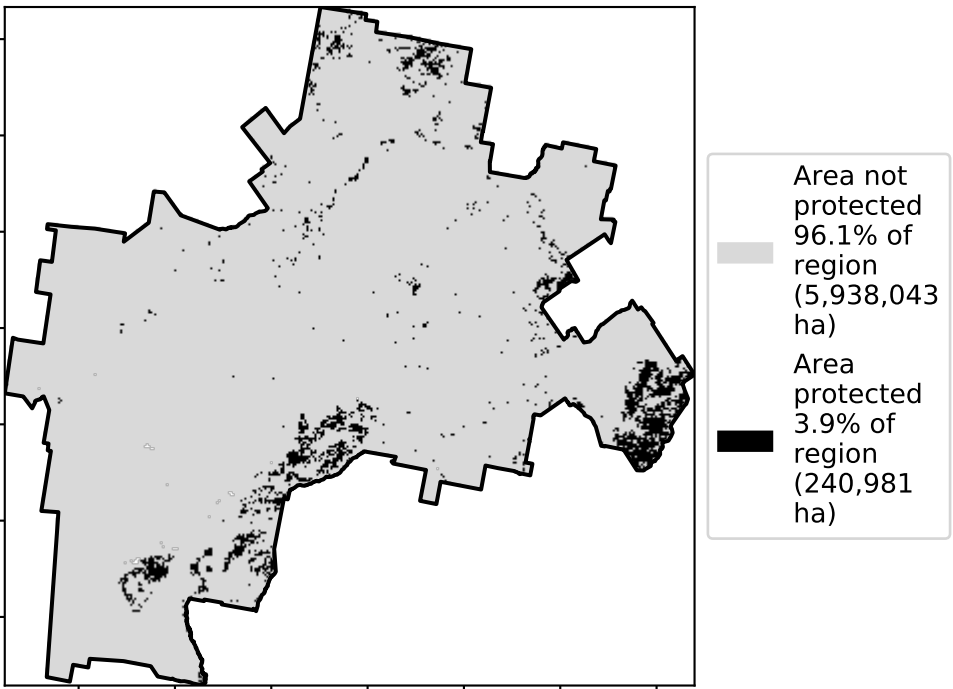 Area not
protected
96.1% of
region
(5,938,043
ha)
Area
protected
3.9% of
region
(240,981
ha)